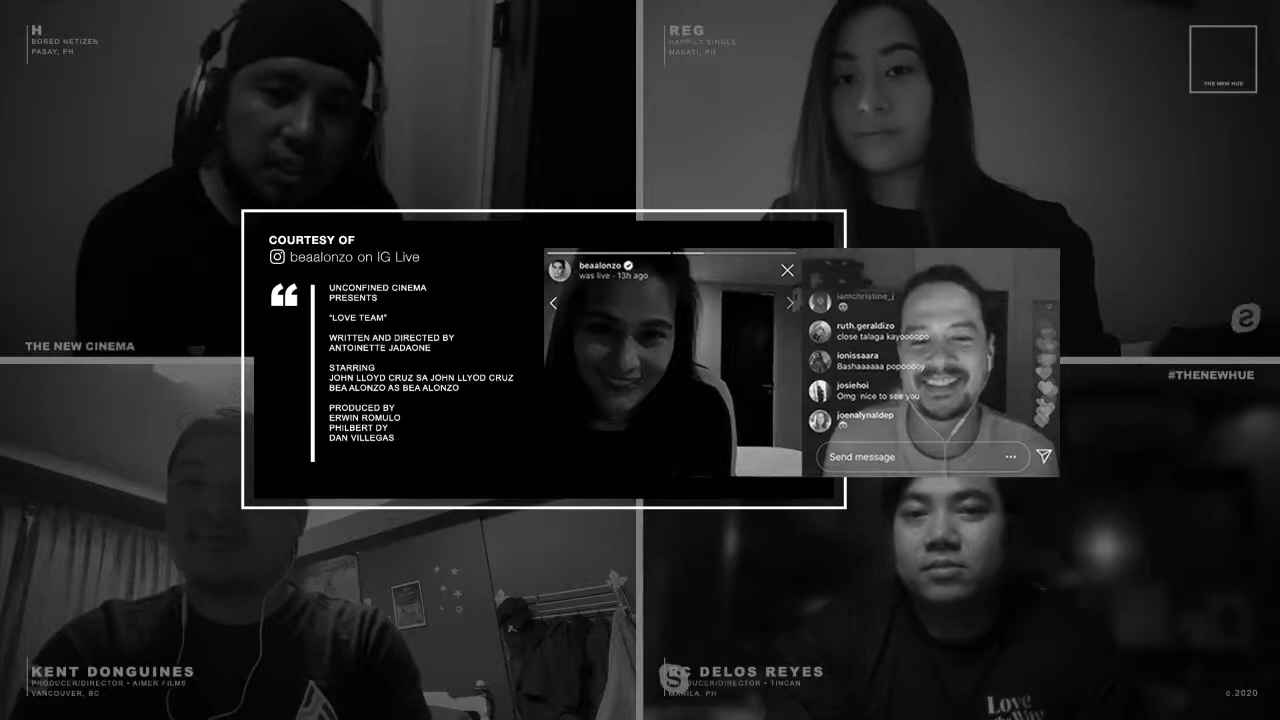 H
BORED NETIZEN
PASAY, PH
REG
HAPPILY SINGLE
MAKATI, PH
THE NEW HUE
COURTESY OF
beaalonzo on IG Live
“
UNCONFINED CINEMA
PRESENTS
“LOVE TEAM”
WRITTEN AND DIRECTED BY
ANTOINETTE JADAONE
STARRING
JOHN LLOYD CRUZ SA JOHN LLYOD CRUZ
BEA ALONZO AS BEA ALONZO
PRODUCED BY
ERWIN ROMULO
PHILBERT DY
DAN VILLEGAS
beaalonzo
was live · 13h ago
iamchristine_j
ruth.geraldizo
close talaga kayoooopo
ionissaara
Bashaaaaaa popooooy
josiehoi
Omg nice to see you
joenalynaldep
Send message
THE NEW CINEMA
#THENEWHUE
KENT DONGUINES
PRODUCER/DIRECTOR • AIMER FILMS
VANCOUVER, BC
DELOS REYES
PRODUCER/DIRECTOR • TINCAN
MANILA, PH
Love
c.2020